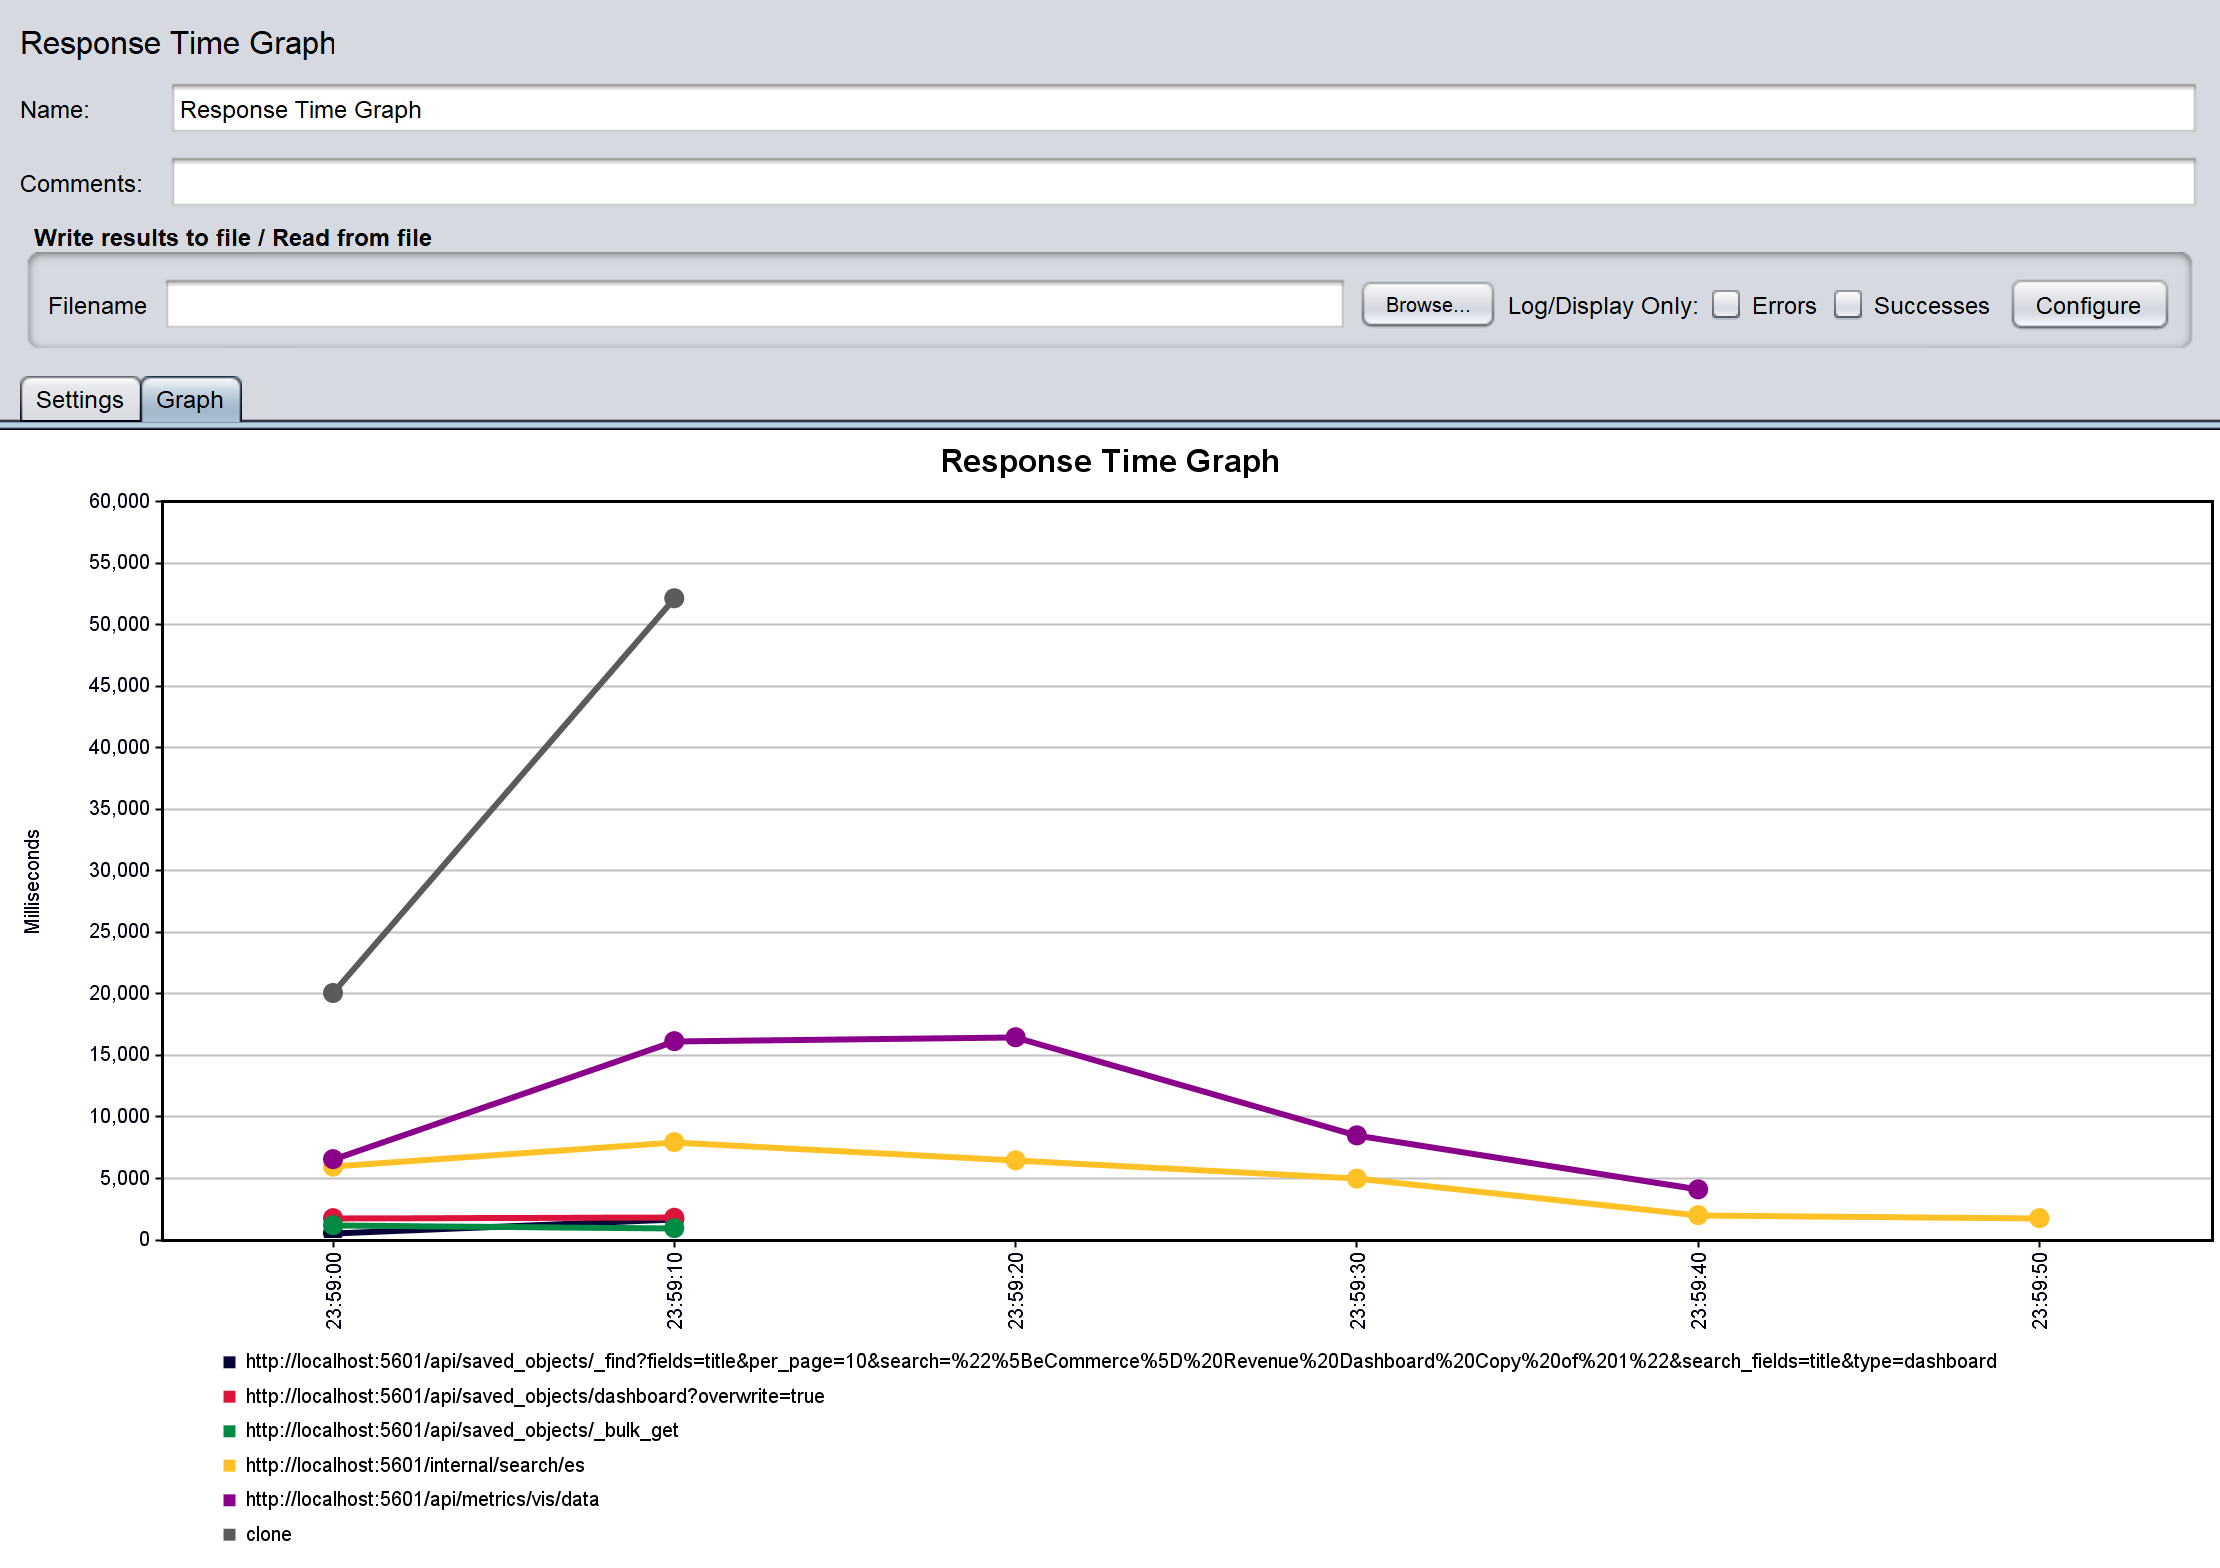 Response Time Graph
Name: Response Time Graph
Comments:
Write results to file / Read from file
Filename Browse... Log/Display Only: Errors Successes Configure
Settings Graph
Response Time Graph
60,000
55,000
50,000
45,000
40,000
35,000
30,000
25,000
20,000
15,000
10,000
5,000
0
Milliseconds
23:59:00 23:59:10 23:59:20 23:59:30 23:59:40 23:59:50
http://localhost:5601/api/saved_objects/_find?fields=title&per_page=10&search=%22%5BeCommerce%5D%20Revenue%20Dashboard%20Copy%20of%201%22&search_fields=title&type=dashboard
http://localhost:5601/api/saved_objects/dashboard?overwrite=true
http://localhost:5601/api/saved_objects/_bulk_get
http://localhost:5601/internal/search/es
http://localhost:5601/api/metrics/vis/data
clone